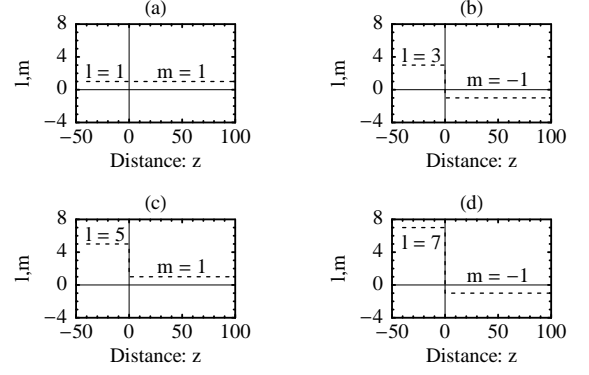 (a)
l,m
8
4
0
−4
l = 1
m = 1
−50
0
50
100
Distance: z
(b)
l,m
8
4
0
−4
l = 3
m = −1
−50
0
50
100
Distance: z
(c)
l,m
8
4
0
−4
l = 5
m = 1
−50
0
50
100
Distance: z
(d)
l,m
8
4
0
−4
l = 7
m = −1
−50
0
50
100
Distance: z